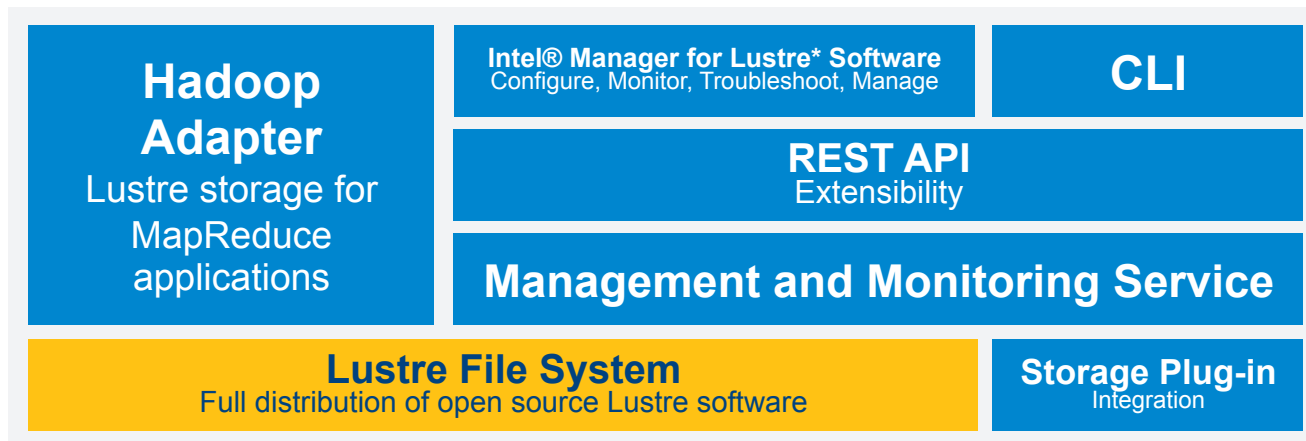 Hadoop
Adapter
Lustre storage for
MapReduce
applications
Intel® Manager for Lustre* Software
Configure, Monitor, Troubleshoot, Manage
CLI
REST API
Extensibility
Management and Monitoring Service
Lustre File System
Full distribution of open source Lustre software
Storage Plug-in
Integration